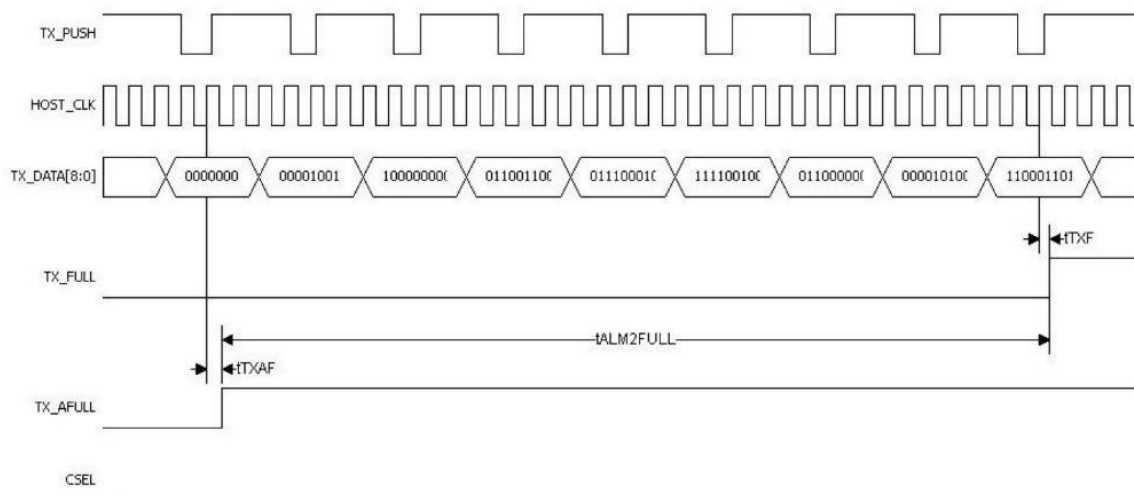 TX_PUSH
HOST_CLK
TX_DATA[8:0] 0000000 00001001 10000000( 01100110( 01110001( 11110010( 01100000( 00001010( 110001101
tTXF
TX_FULL
tALM2FULL
tTXAF
TX_AFULL
CSEL